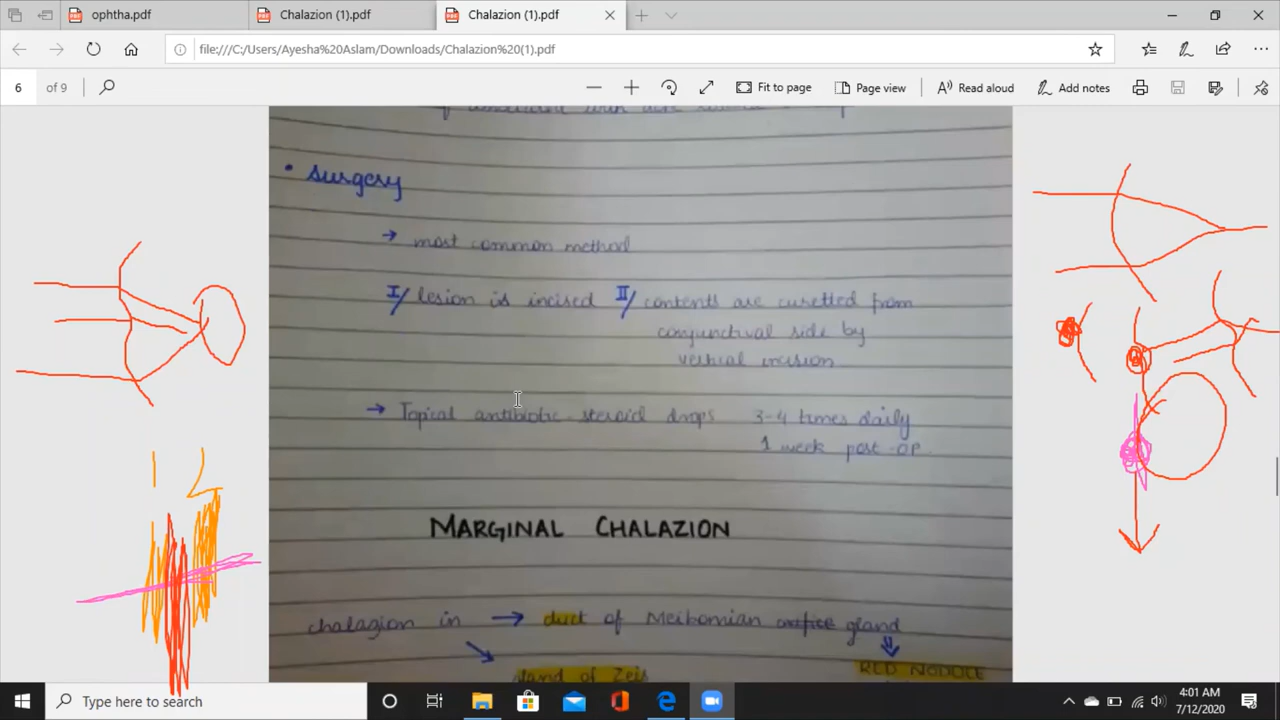 ophtha.pdf
Chalazion (1).pdf
Chalazion (1).pdf
file:///C:/Users/Ayesha%20Aslam/Downloads/Chalazion%20(1).pdf
6 of 9
Fit to page
Page view
Read aloud
Add notes
• surgery
→ most common method
I/ lesion is incised II/ contents are curetted from
conjunctival side by
vertical incision
→ Topical antibiotic steroid drops 3-4 times daily
1 week post-OP
MARGINAL CHALAZION
chalazion in → duct of Meibomian gland
gland of Zeis
RED NODULE
Type here to search
4:01 AM
7/12/2020